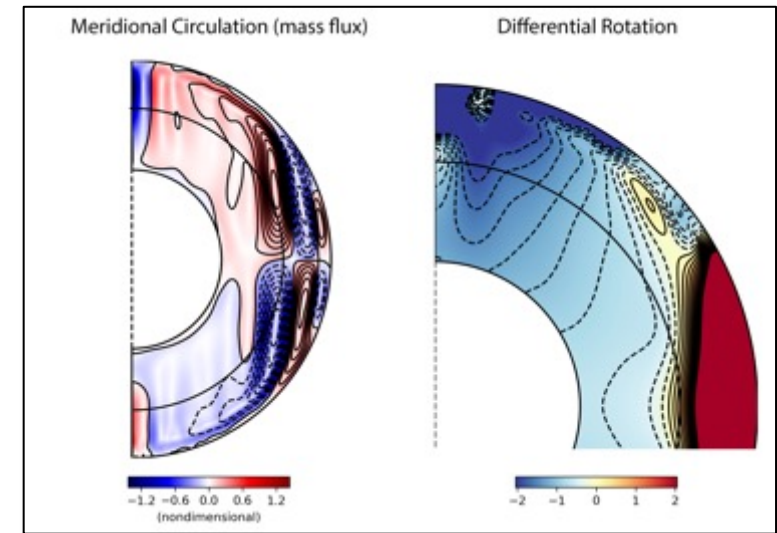 Meridional Circulation (mass flux)
Differential Rotation
−1.2 −0.6 0.0 0.6 1.2
(nondimensional)
−2 −1 0 1 2